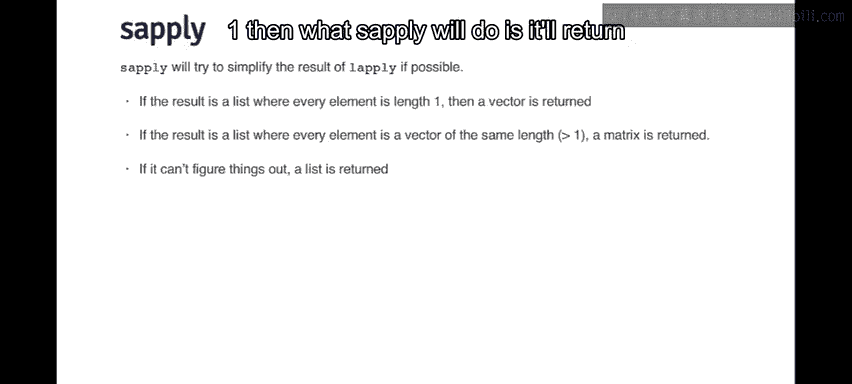 sapply 1 then what sapply will do is it'll return
sapply will try to simplify the result of lapply if possible.
· If the result is a list where every element is length 1, then a vector is returned
· If the result is a list where every element is a vector of the same length (> 1), a matrix is returned.
· If it can't figure things out, a list is returned